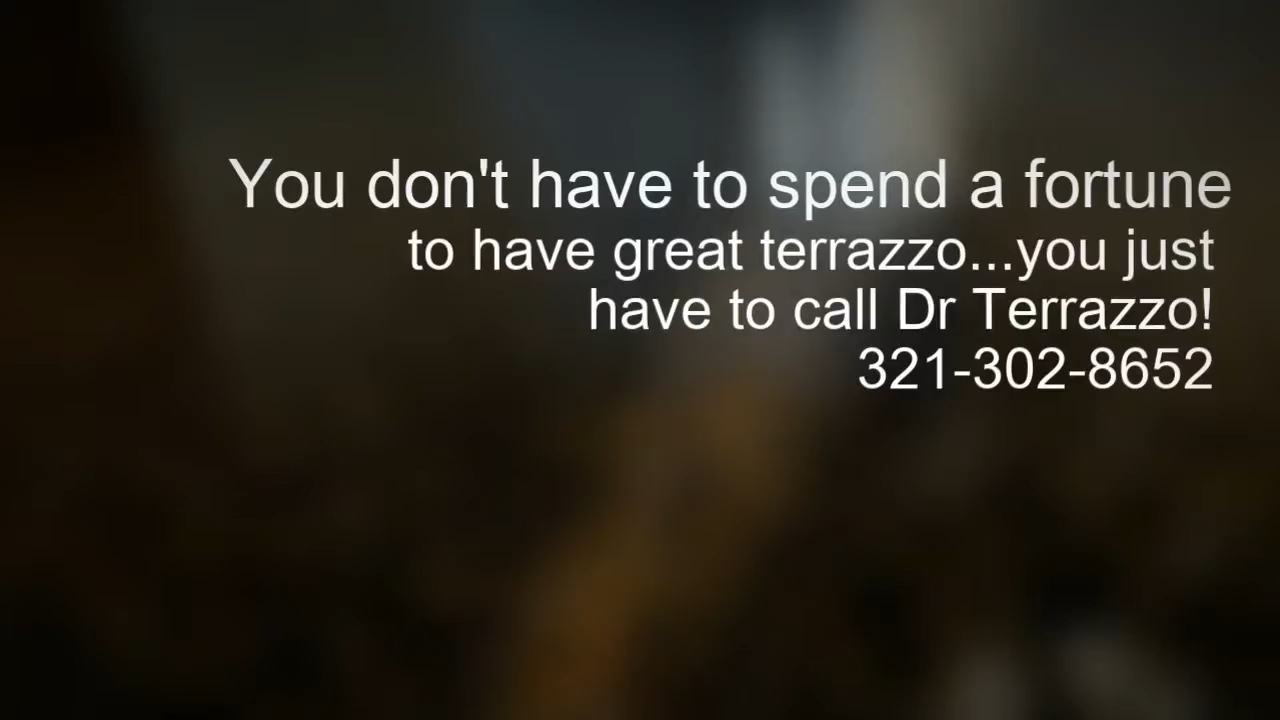 You don't have to spend a fortune
to have great terrazzo...you just
have to call Dr Terrazzo!
321-302-8652